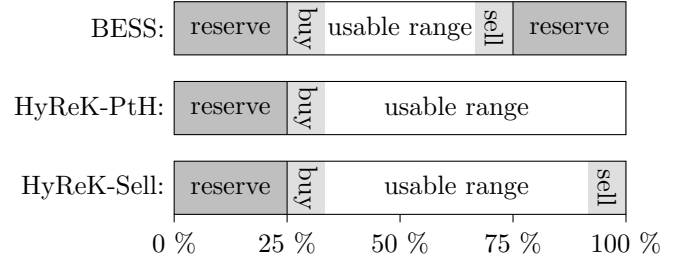 BESS: reserve buy usable range sell reserve
HyReK-PtH: reserve buy usable range
HyReK-Sell: reserve buy usable range sell
0 % 25 % 50 % 75 % 100 %